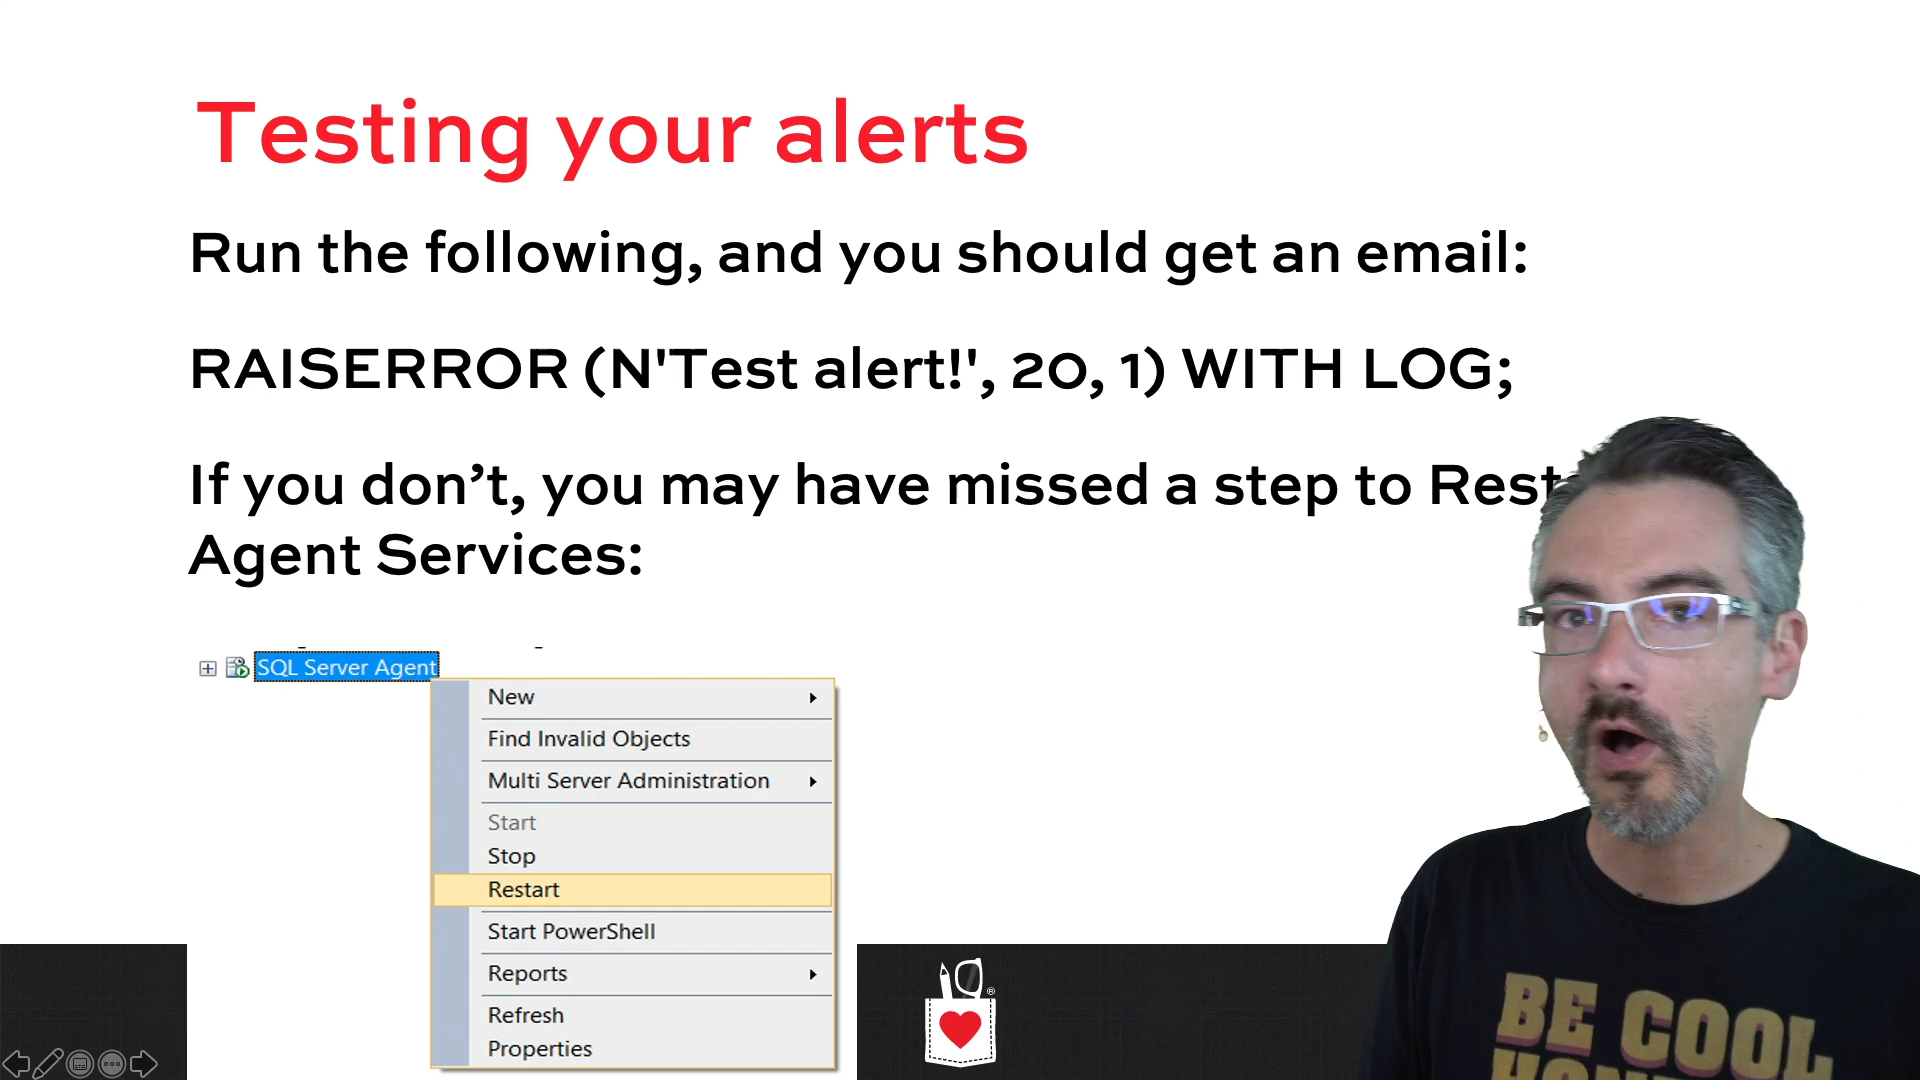 Testing your alerts
Run the following, and you should get an email:
RAISERROR (N'Test alert!', 20, 1) WITH LOG;
If you don’t, you may have missed a step to
Agent Services:
SQL Server Agent
New
Find Invalid Objects
Multi Server Administration
Start
Stop
Restart
Start PowerShell
Reports
Refresh
Properties
®
BE COOL